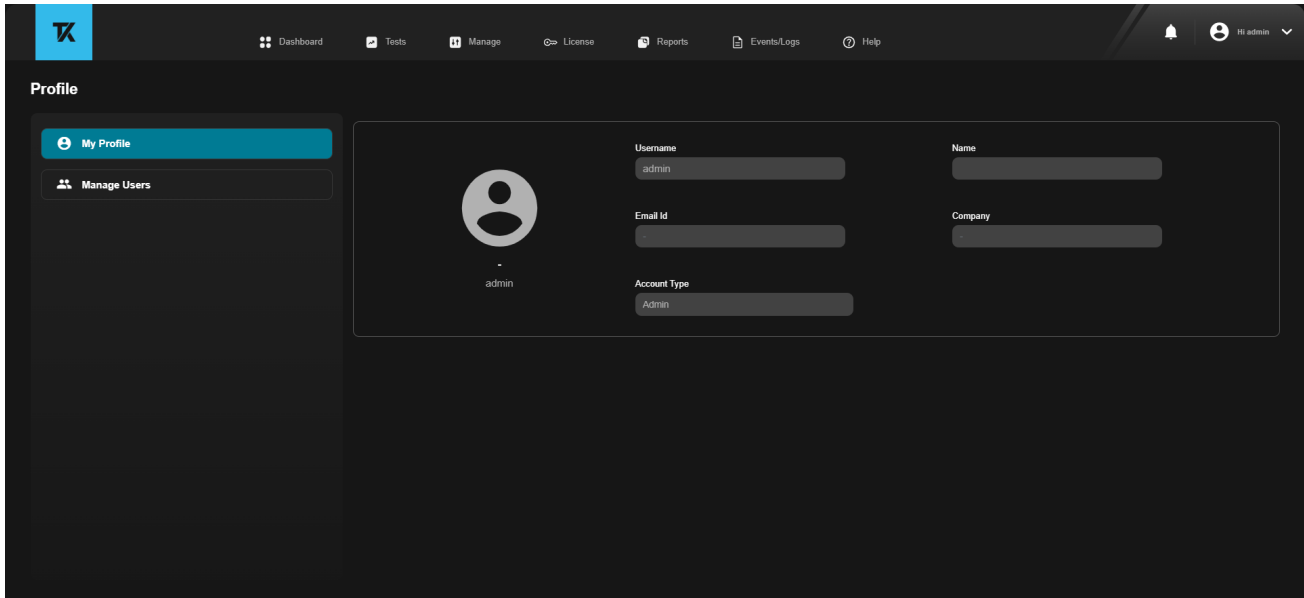 TK
Dashboard Tests Manage License Reports Events/Logs Help Hi admin
Profile
My Profile
Manage Users
Username Name
admin
Email Id Company
- -
-
admin
Account Type
Admin